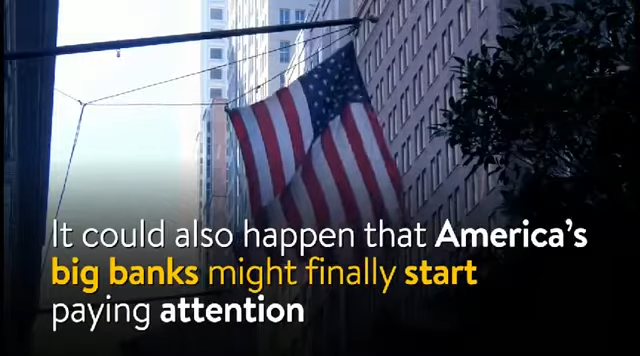 It could also happen that America's
big banks might finally start
paying attention